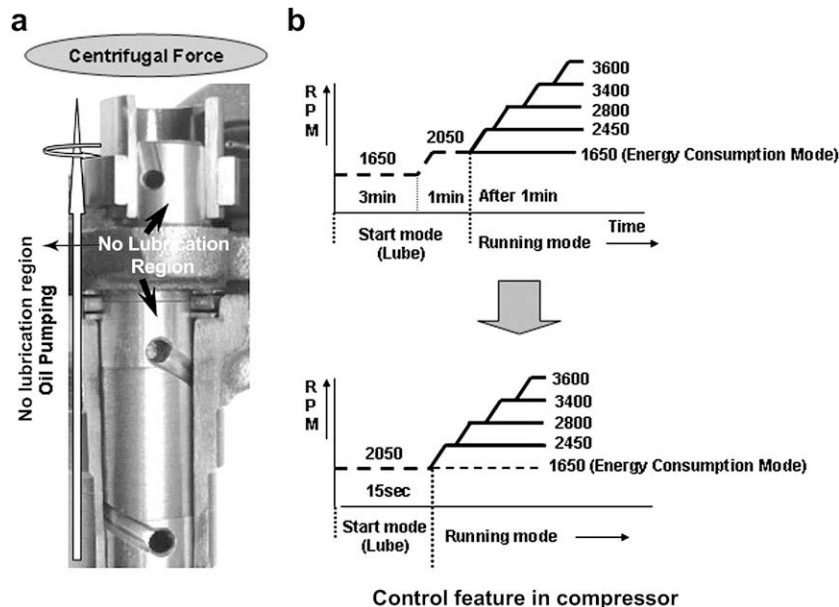 a
Centrifugal Force
No Lubrication
Region
No lubrication region
Oil Pumping
b
RPM
3600
3400
2800
2450
2050
1650
1650 (Energy Consumption Mode)
3min
1min
After 1min
Time
Start mode
(Lube)
Running mode
RPM
3600
3400
2800
2450
2050
1650 (Energy Consumption Mode)
15sec
Start mode
(Lube)
Running mode
Control feature in compressor